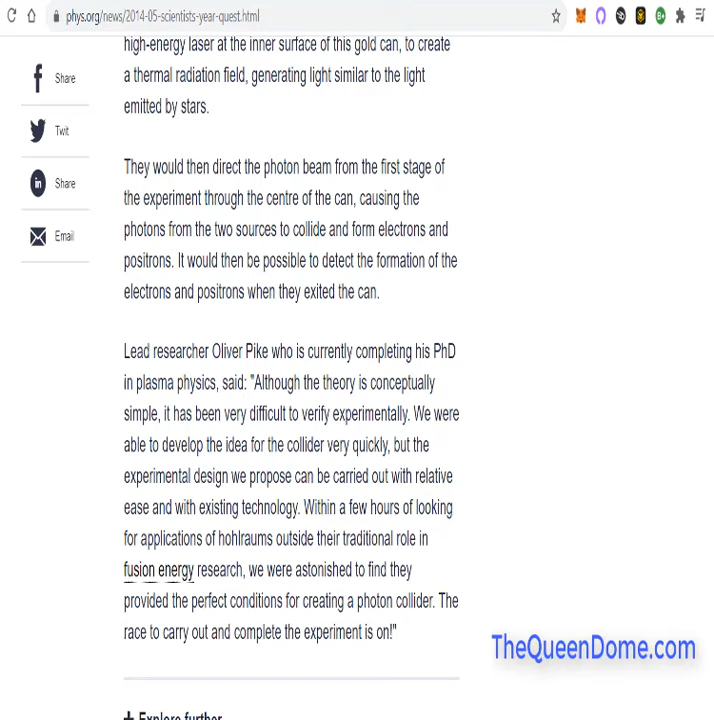 phys.org/news/2014-05-scientists-year-quest.html
high-energy laser at the inner surface of this gold can, to create
a thermal radiation field, generating light similar to the light
emitted by stars.
Share
Twit
Share
Email
They would then direct the photon beam from the first stage of
the experiment through the centre of the can, causing the
photons from the two sources to collide and form electrons and
positrons. It would then be possible to detect the formation of the
electrons and positrons when they exited the can.
Lead researcher Oliver Pike who is currently completing his PhD
in plasma physics, said: "Although the theory is conceptually
simple, it has been very difficult to verify experimentally. We were
able to develop the idea for the collider very quickly, but the
experimental design we propose can be carried out with relative
ease and with existing technology. Within a few hours of looking
for applications of hohlraums outside their traditional role in
fusion energy research, we were astonished to find they
provided the perfect conditions for creating a photon collider. The
race to carry out and complete the experiment is on!"
TheQueenDome.com
Explore further